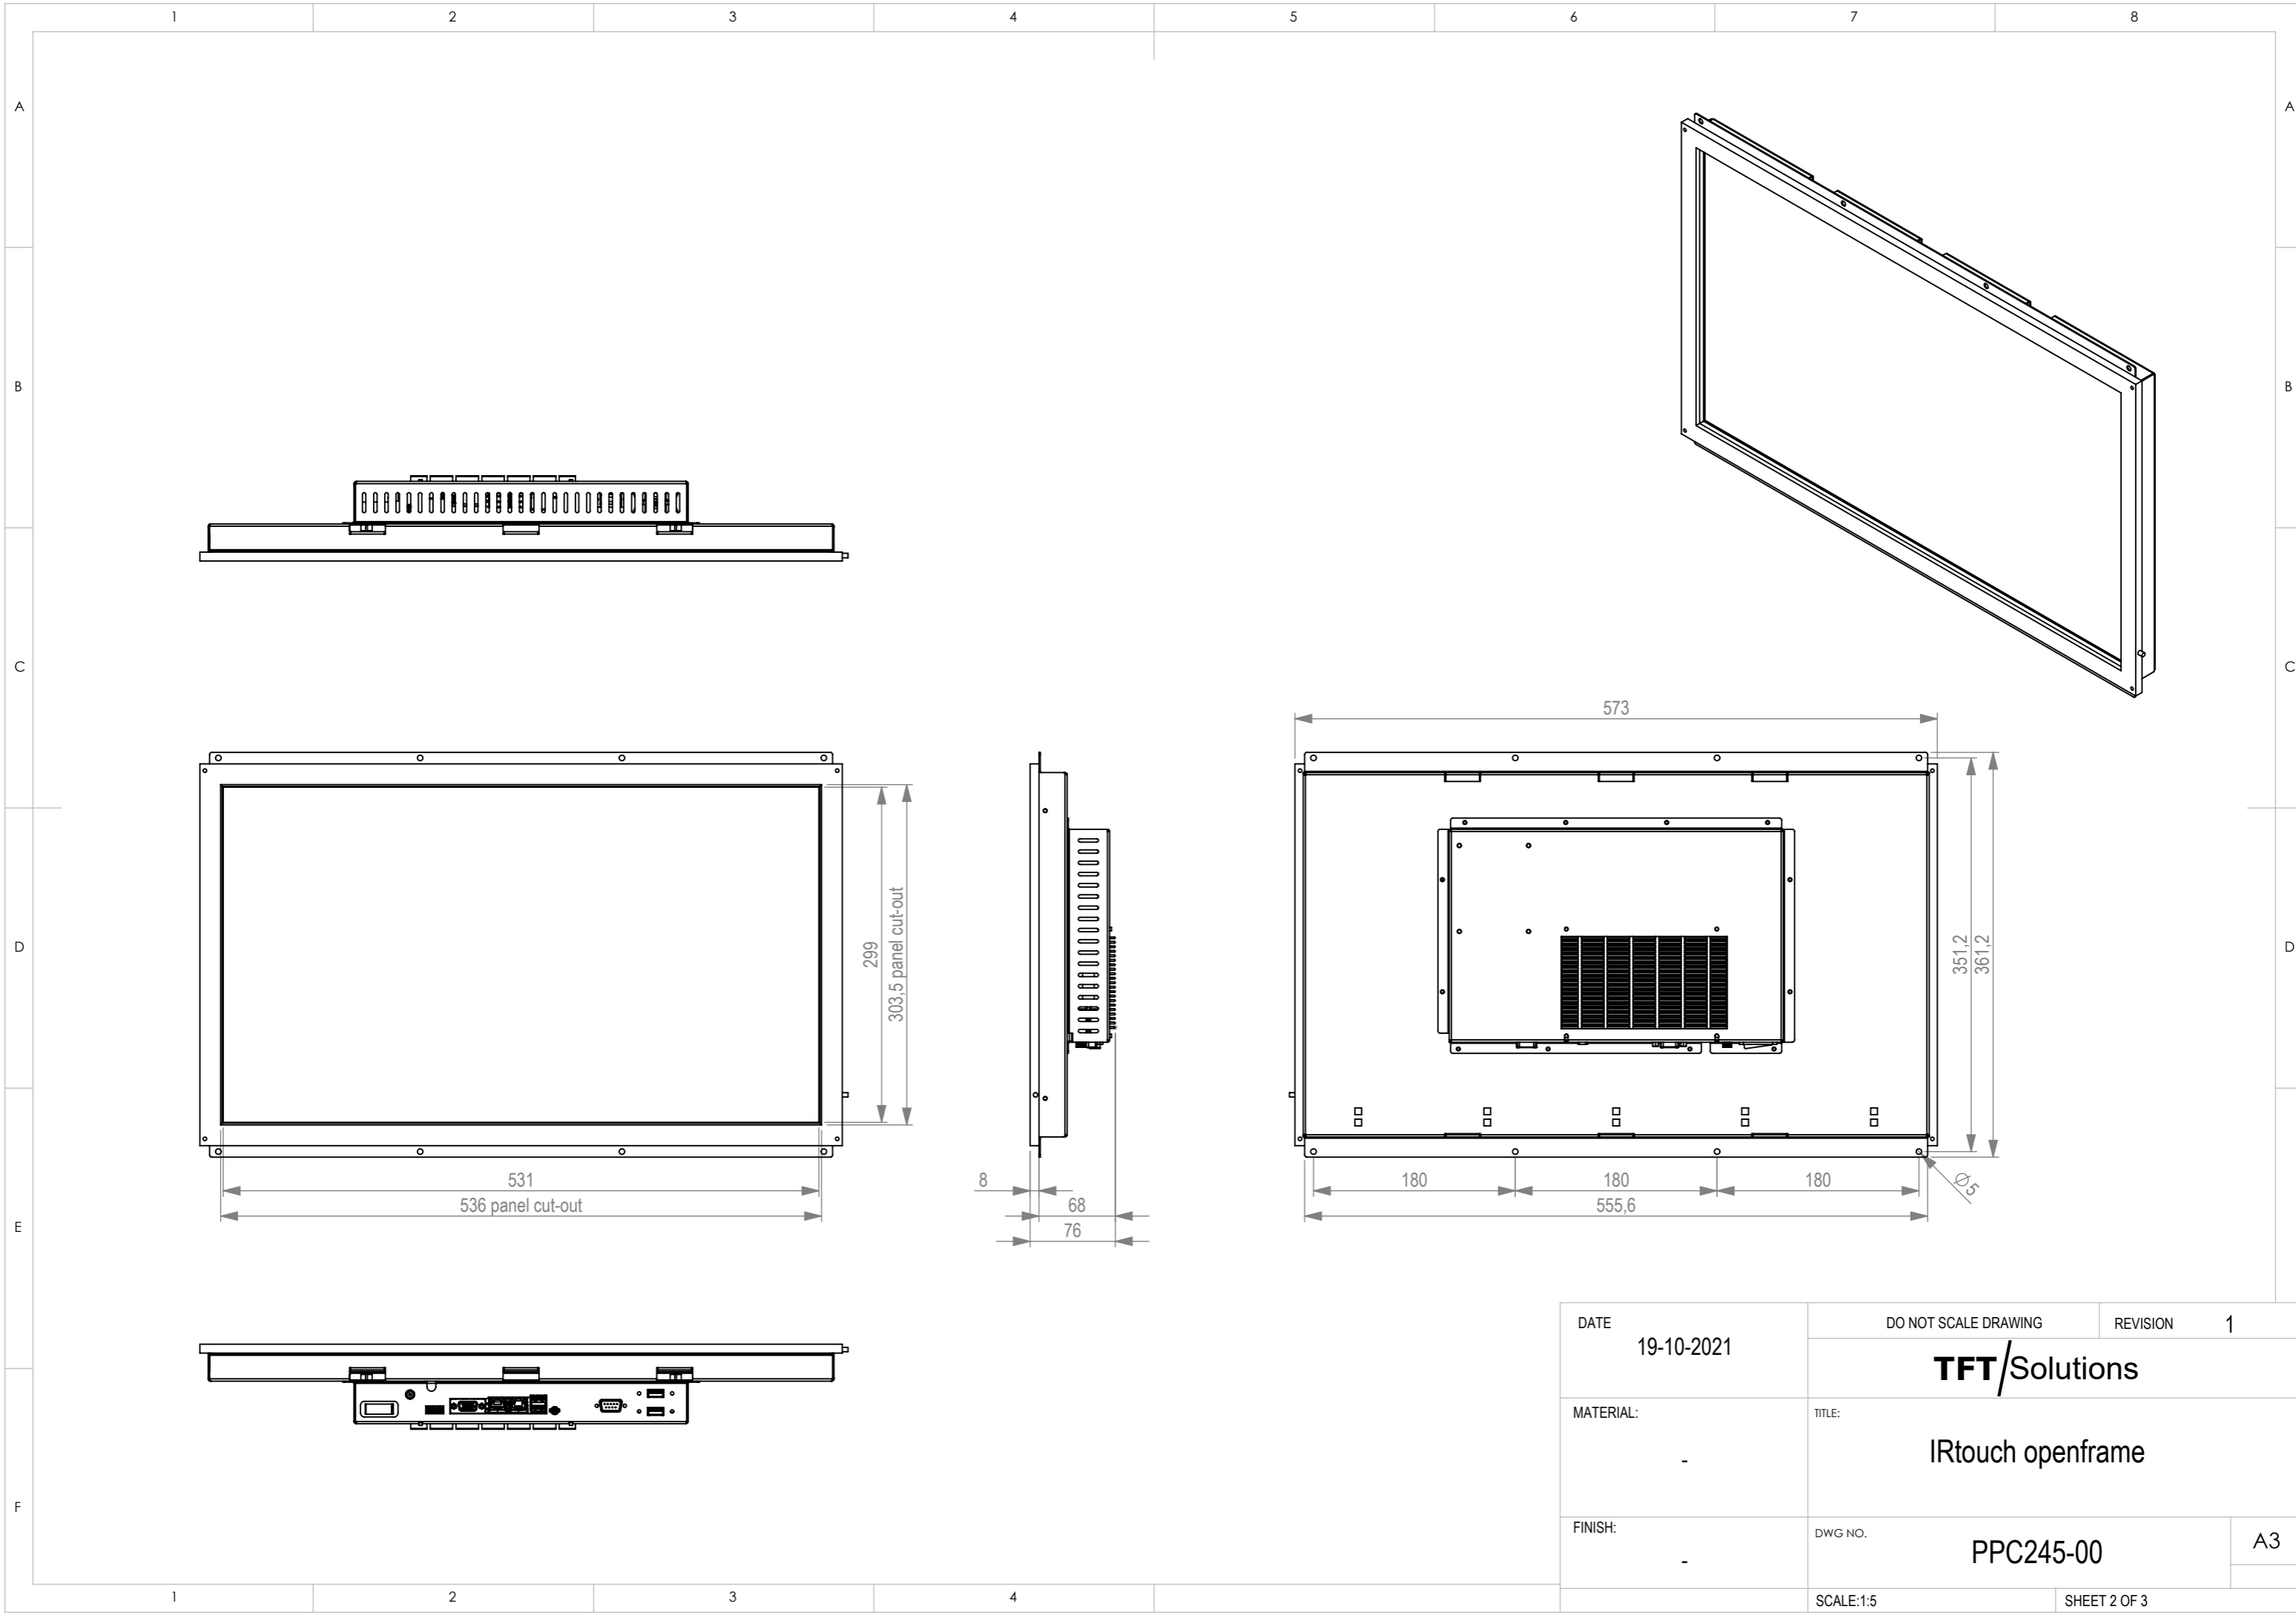 1 2 3 4 5 6 7 8
A A
B B
C C
573
299
303,5 panel cut-out
351,2
361,2
D D
531
536 panel cut-out
8
68
76
180 180 180
555,6
Ø5
E
DATE
19-10-2021
DO NOT SCALE DRAWING
REVISION 1
TFT/Solutions
MATERIAL:
-
TITLE:
IRtouch openframe
F
FINISH:
-
DWG NO.
PPC245-00
A3
SCALE:1:5
SHEET 2 OF 3
1 2 3 4